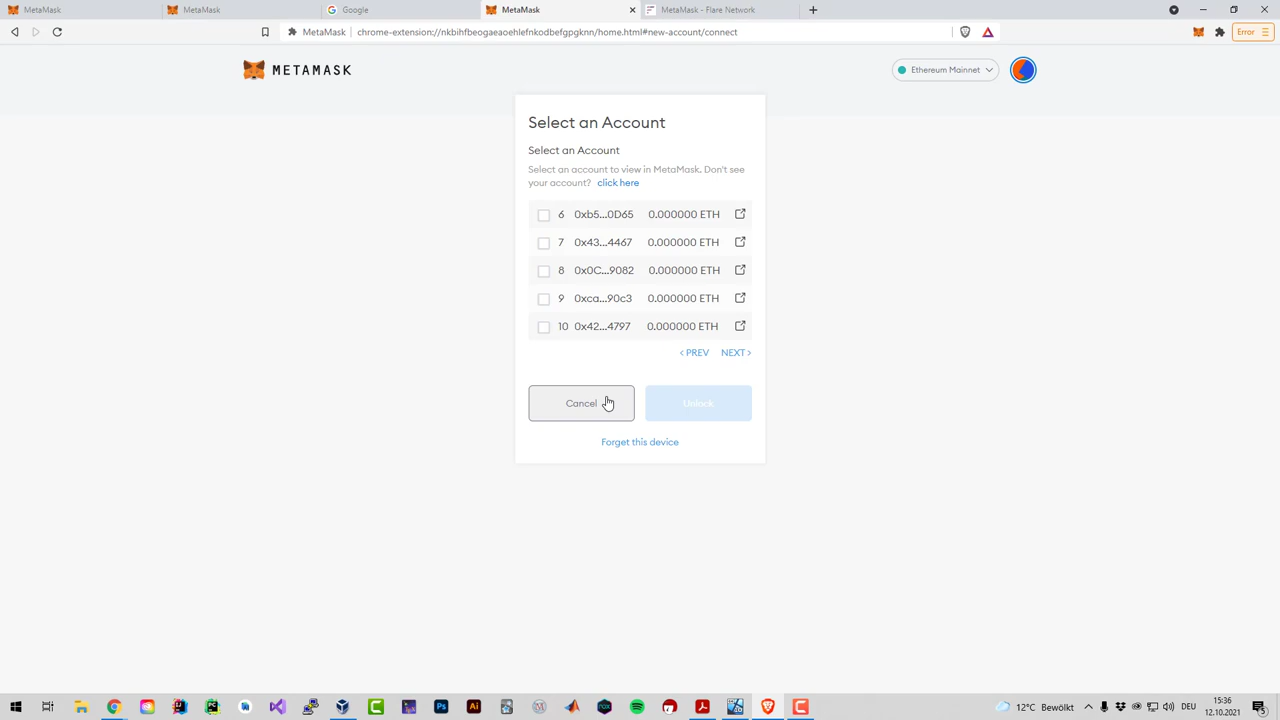 MetaMask
MetaMask
Google
MetaMask
MetaMask - Flare Network
MetaMask
chrome-extension://nkbihfbeogaeaoehlefnkodbefgpgknn/home.html#new-account/connect
Error
METAMASK
Ethereum Mainnet
Select an Account
Select an Account
Select an account to view in MetaMask. Don't see
your account? click here
6 0xb5...0D65 0.000000 ETH
7 0x43...4467 0.000000 ETH
8 0x0C...9082 0.000000 ETH
9 0xca...90c3 0.000000 ETH
10 0x42...4797 0.000000 ETH
< PREV NEXT >
Cancel
Unlock
Forget this device
12°C Bewölkt
DEU
15:36
12.10.2021